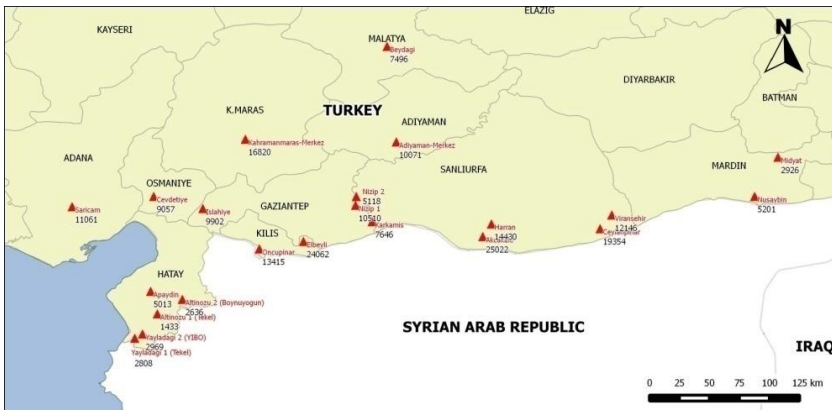 ELAZIG
KAYSERI
MALATYA
Beydagi
7496
N
DIYARBAKIR
BATMAN
K.MARAS
TURKEY
ADIYAMAN
Kahramanmaras-Merkez
16820
Adiyaman-Merkez
10071
ADANA
SANLIURFA
MARDIN
Midyat
2926
OSMANIYE
Cevdetiye
9057
Saricam
11061
Islahiye
9902
GAZIANTEP
Nizip 2
5118
Nizip 1
10510
Karkamis
7646
Nusaybin
5201
KILIS
Oncupinar
13415
Elbeyli
24062
Harran
14430
25022
Viransehir
12146
Ceylanpinar
19354
HATAY
Apaydin
5013
Altinozu 2 (Boynuyogun)
2636
Altinozu 1 (Tekel)
1433
Yayladagi 2 (YIBO)
2969
Yayladagi 1 (Tekel)
2808
SYRIAN ARAB REPUBLIC
IRAQ
0 25 50 75 100 125 km